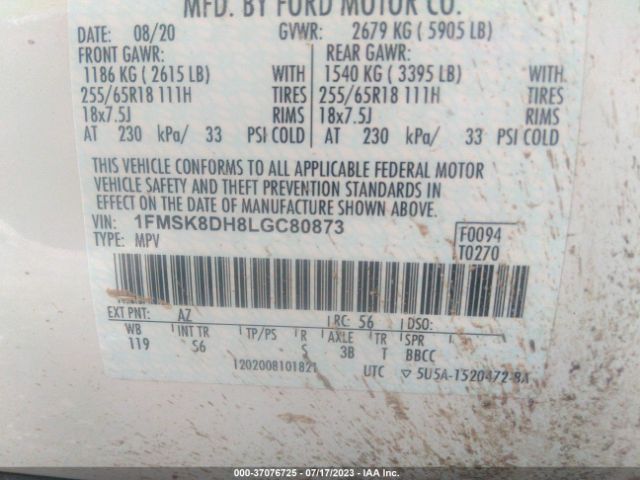 MFD. BY FORD MOTOR CO.
DATE: 08/20 GVWR: 2679 KG ( 5905 LB)
FRONT GAWR: REAR GAWR:
1186 KG ( 2615 LB) WITH 1540 KG ( 3395 LB) WITH
255/65R18 111H TIRES 255/65R18 111H TIRES
18x7.5J RIMS 18x7.5J RIMS
AT 230 kPa/ 33 PSI COLD AT 230 kPa/ 33 PSI COLD
THIS VEHICLE CONFORMS TO ALL APPLICABLE FEDERAL MOTOR
VEHICLE SAFETY AND THEFT PREVENTION STANDARDS IN
EFFECT ON THE DATE OF MANUFACTURE SHOWN ABOVE.
VIN: 1FMSK8DH8LGC80873
TYPE: MPV
F0094
T0270
EXT PNT: AZ RC: 56 DSO:
WB INT TR TP/PS R AXLE TR SPR
119 56 S 3B T BBCC
1202008101821 UTC ▽ 5U5A-1520472-BA
000-37076725 - 07/17/2023 - IAA Inc.